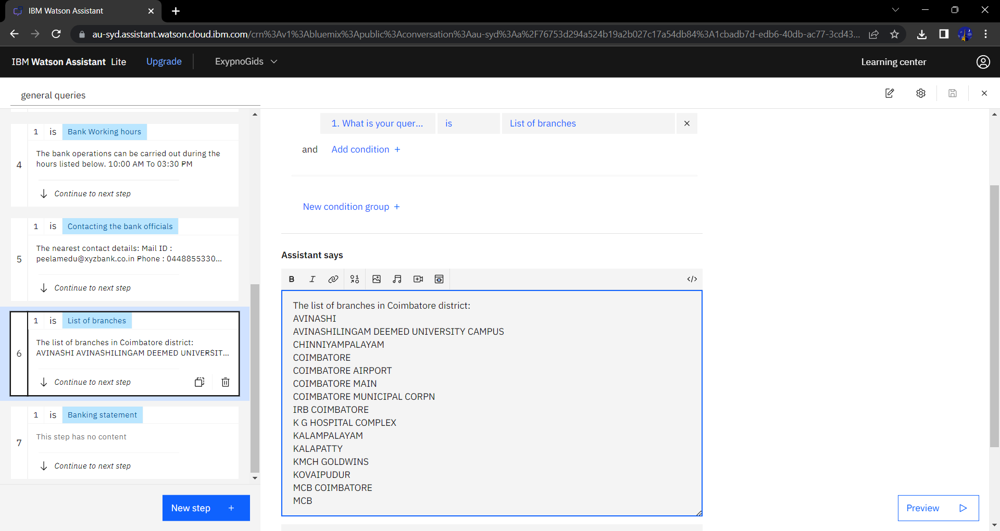 IBM Watson Assistant
au-syd.assistant.watson.cloud.ibm.com/crn%3Av1%3Abluemix%3Apublic%3Aconversation%3Aau-syd%3Aa%2F76753d294a524b19a2b027c17a54db84%3A1cbadb7d-edb6-40db-ac77-3cd43...
IBM Watson Assistant Lite
Upgrade
ExypnoGids
Learning center
general queries
1 is Bank Working hours
4
The bank operations can be carried out during the
hours listed below. 10:00 AM To 03:30 PM
Continue to next step
1 is Contacting the bank officials
5
The nearest contact details: Mail ID :
peelamedu@xyzbank.co.in Phone : 0448855330...
Continue to next step
1 is List of branches
6
The list of branches in Coimbatore district:
AVINASHI AVINASHILINGAM DEEMED UNIVERSIT...
Continue to next step
1 is Banking statement
7
This step has no content
Continue to next step
New step +
1. What is your quer... is List of branches
and Add condition +
New condition group +
Assistant says
B I </>
The list of branches in Coimbatore district:
AVINASHI
AVINASHILINGAM DEEMED UNIVERSITY CAMPUS
CHINNIYAMPALAYAM
COIMBATORE
COIMBATORE AIRPORT
COIMBATORE MAIN
COIMBATORE MUNICIPAL CORPN
IRB COIMBATORE
K G HOSPITAL COMPLEX
KALAMPALAYAM
KALAPATTY
KMCH GOLDWINS
KOVAIPUDUR
MCB COIMBATORE
MCB
Preview